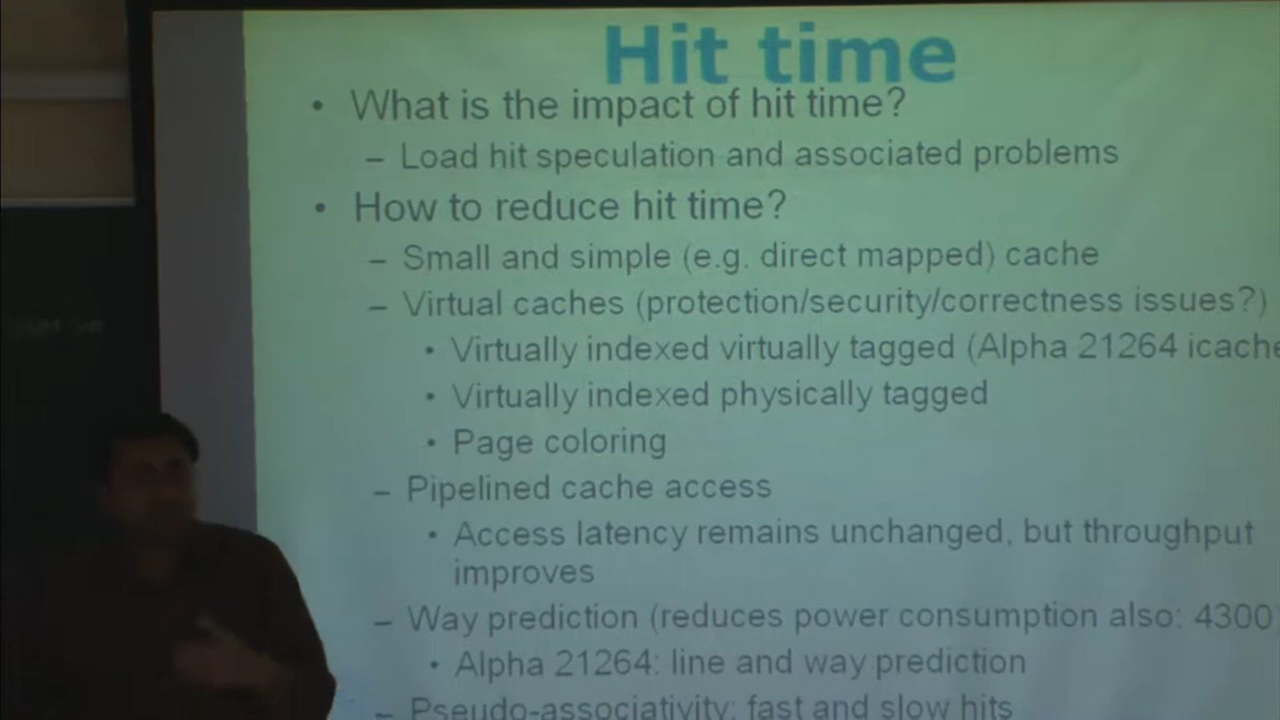 Hit time
• What is the impact of hit time?
– Load hit speculation and associated problems
• How to reduce hit time?
– Small and simple (e.g. direct mapped) cache
– Virtual caches (protection/security/correctness issues?)
• Virtually indexed virtually tagged (Alpha 21264 icache
• Virtually indexed physically tagged
• Page coloring
– Pipelined cache access
• Access latency remains unchanged, but throughput
improves
– Way prediction (reduces power consumption also: 4300
• Alpha 21264: line and way prediction
– Pseudo-associativity: fast and slow hits